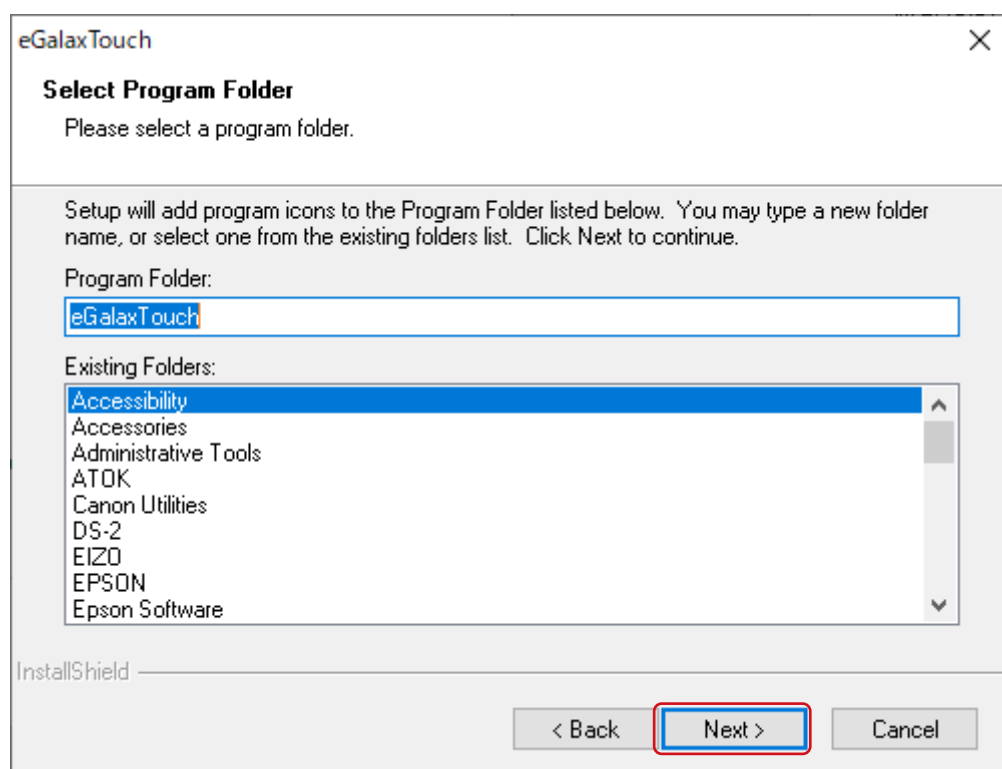 eGalaxTouch
Select Program Folder
Please select a program folder.
Setup will add program icons to the Program Folder listed below.  You may type a new folder
name, or select one from the existing folders list.  Click Next to continue.
Program Folder:
eGalaxTouch
Existing Folders:
Accessibility
Accessories
Administrative Tools
ATOK
Canon Utilities
DS-2
EIZO
EPSON
Epson Software
InstallShield
< Back
Next >
Cancel